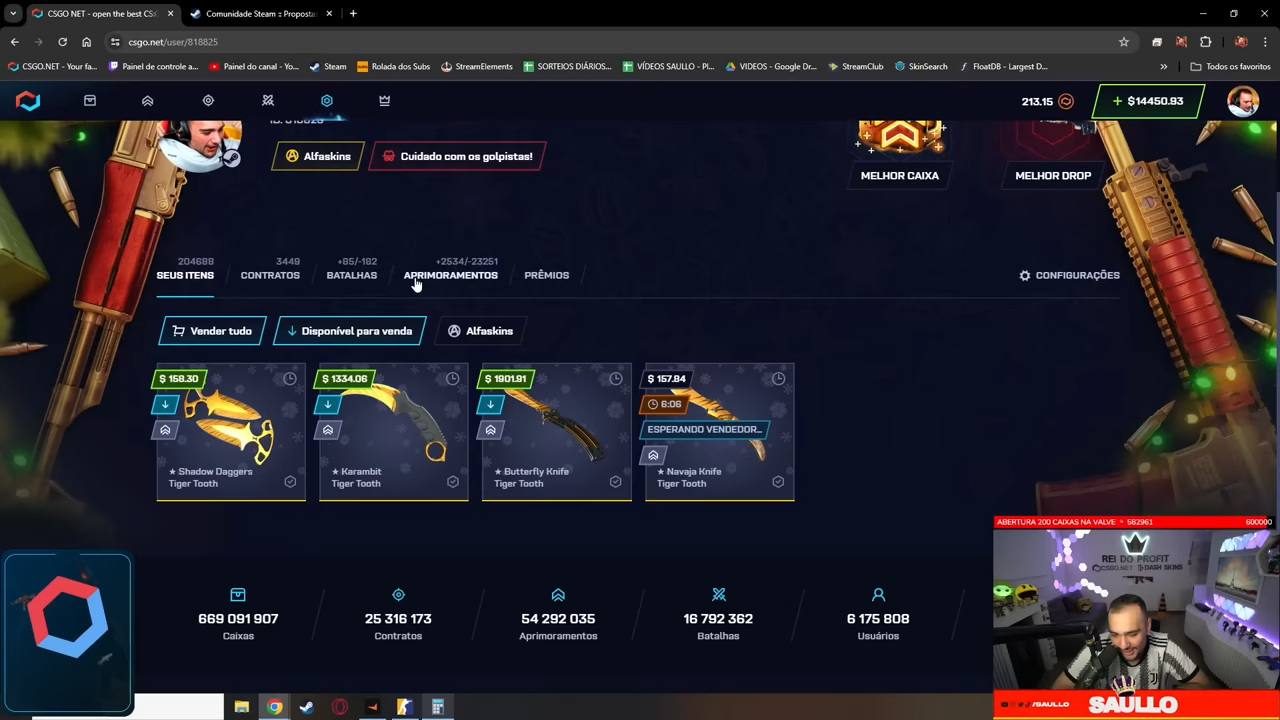 CSGO NET - open the best CS:
Comunidade Steam :: Proposta:
csgo.net/user/818825
CSGO.NET - Your fa...
Painel de controle a...
Painel do canal - Yo...
Steam
Rolada dos Subs
StreamElements
SORTEIOS DIÁRIOS...
VÍDEOS SAULLO - Pl...
VIDEOS - Google Dr...
StreamClub
SkinSearch
FloatDB - Largest D...
Todos os favoritos
213.15
+ $14450.93
Alfaskins
Cuidado com os golpistas!
MELHOR CAIXA
MELHOR DROP
204688
SEUS ITENS
3449
CONTRATOS
+85/-182
BATALHAS
+2534/-23251
APRIMORAMENTOS
PRÊMIOS
CONFIGURAÇÕES
Vender tudo
Disponível para venda
Alfaskins
$ 158.30
★ Shadow Daggers
Tiger Tooth
$ 1334.06
★ Karambit
Tiger Tooth
$ 1901.91
★ Butterfly Knife
Tiger Tooth
$ 157.84
6:06
ESPERANDO VENDEDOR...
★ Navaja Knife
Tiger Tooth
669 091 907
Caixas
25 316 173
Contratos
54 292 035
Aprimoramentos
16 792 362
Batalhas
6 175 808
Usuários
ABERTURA 200 CAIXAS NA VALVE - 582961
600000
REI DO PROFIT
CSGO.NET
DASH SKINS
/SAULLO
SAULLO